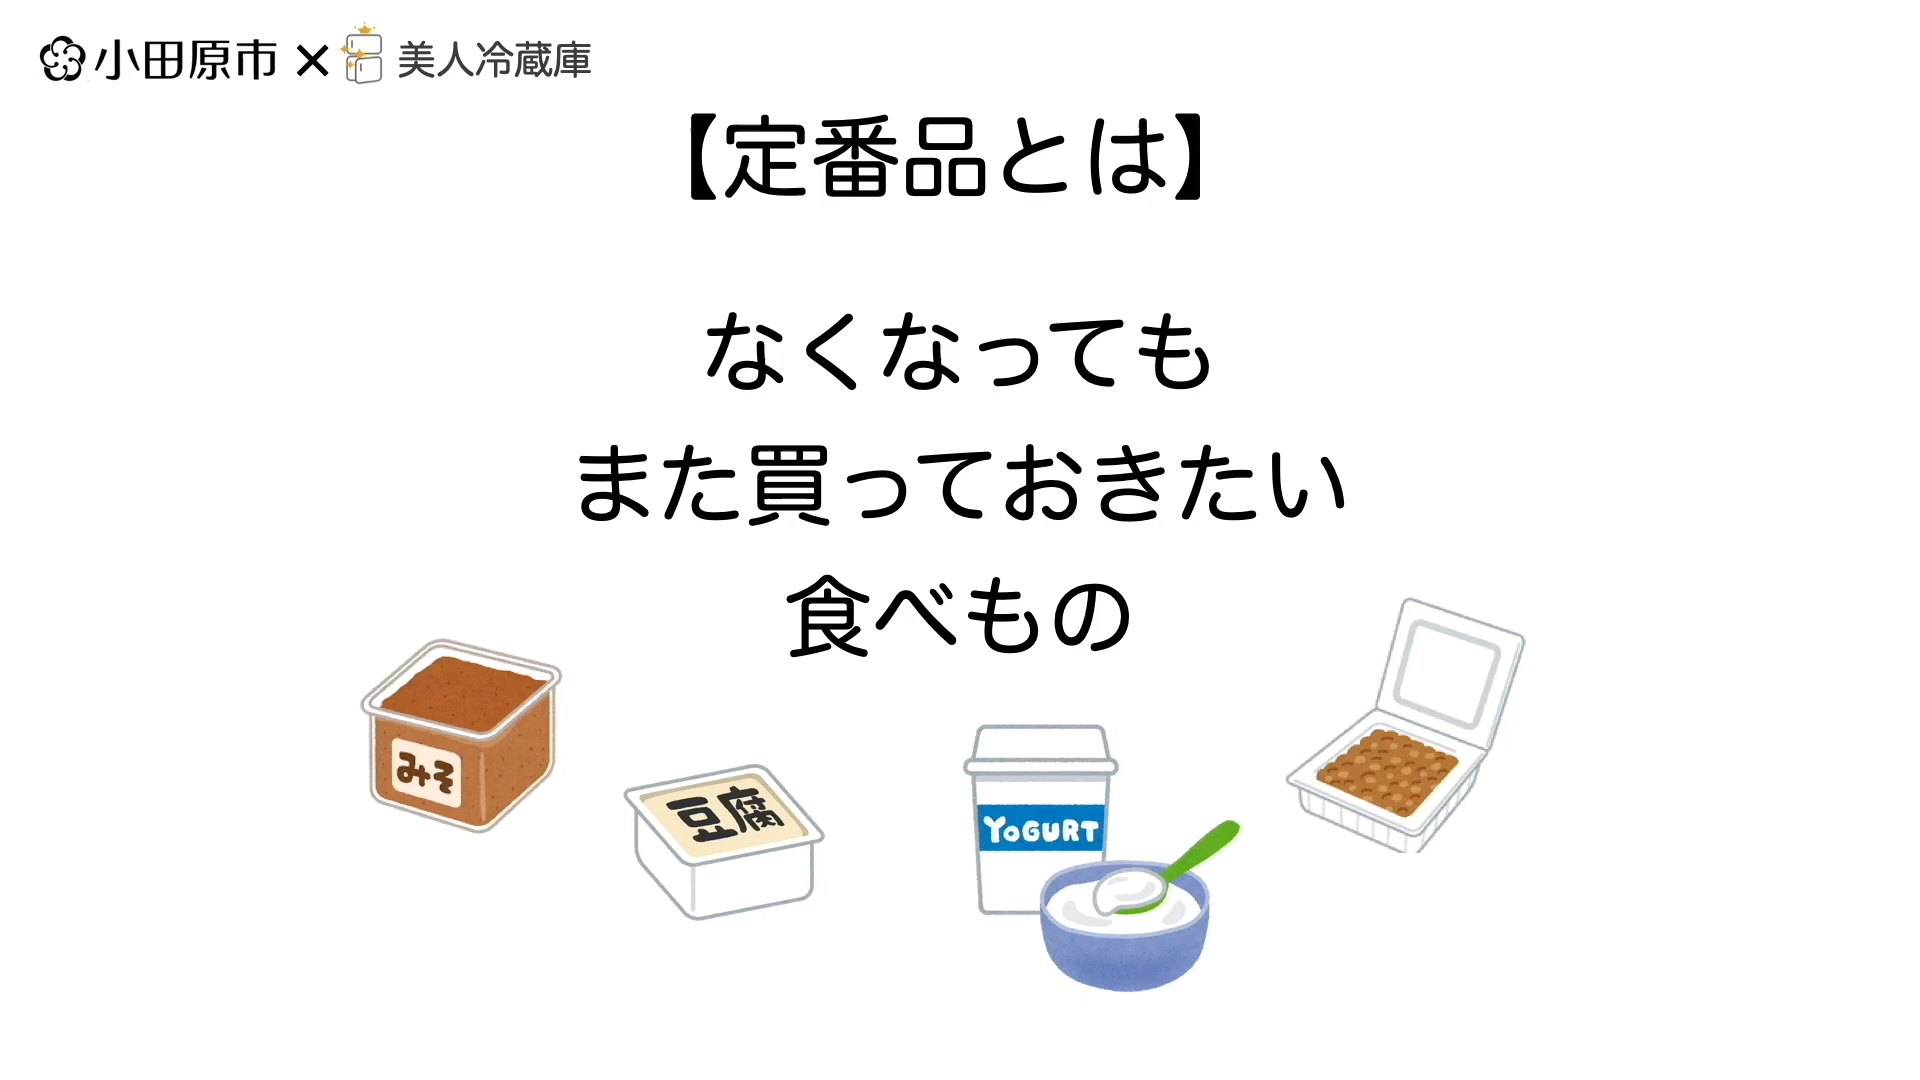 小田原市 × 美人冷蔵庫
【定番品とは】
なくなっても
また買っておきたい
食べもの
みそ
豆腐
YOGURT